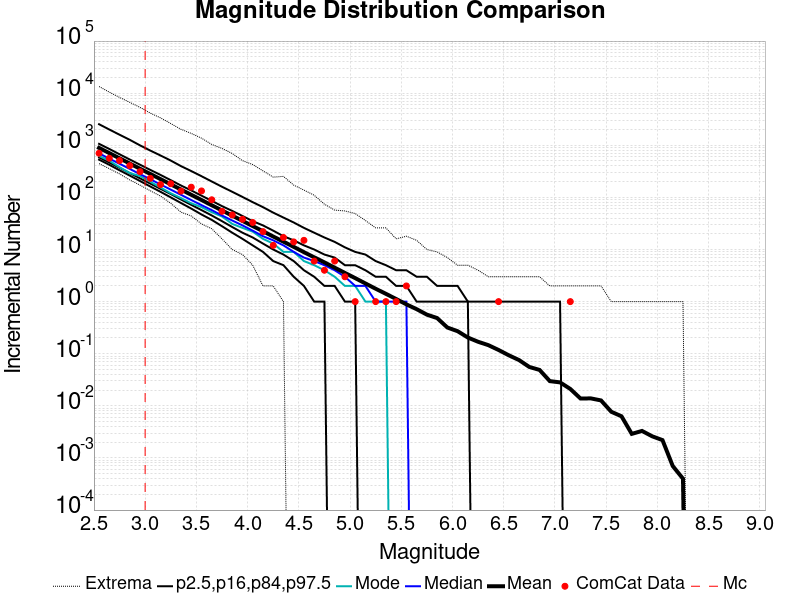 Magnitude Distribution Comparison
10^5
10^4
10^3
10^2
10^1
10^0
10^-1
10^-2
10^-3
10^-4
Incremental Number
2.5 3.0 3.5 4.0 4.5 5.0 5.5 6.0 6.5 7.0 7.5 8.0 8.5 9.0
Magnitude
Extrema p2.5,p16,p84,p97.5 Mode Median Mean ComCat Data Mc